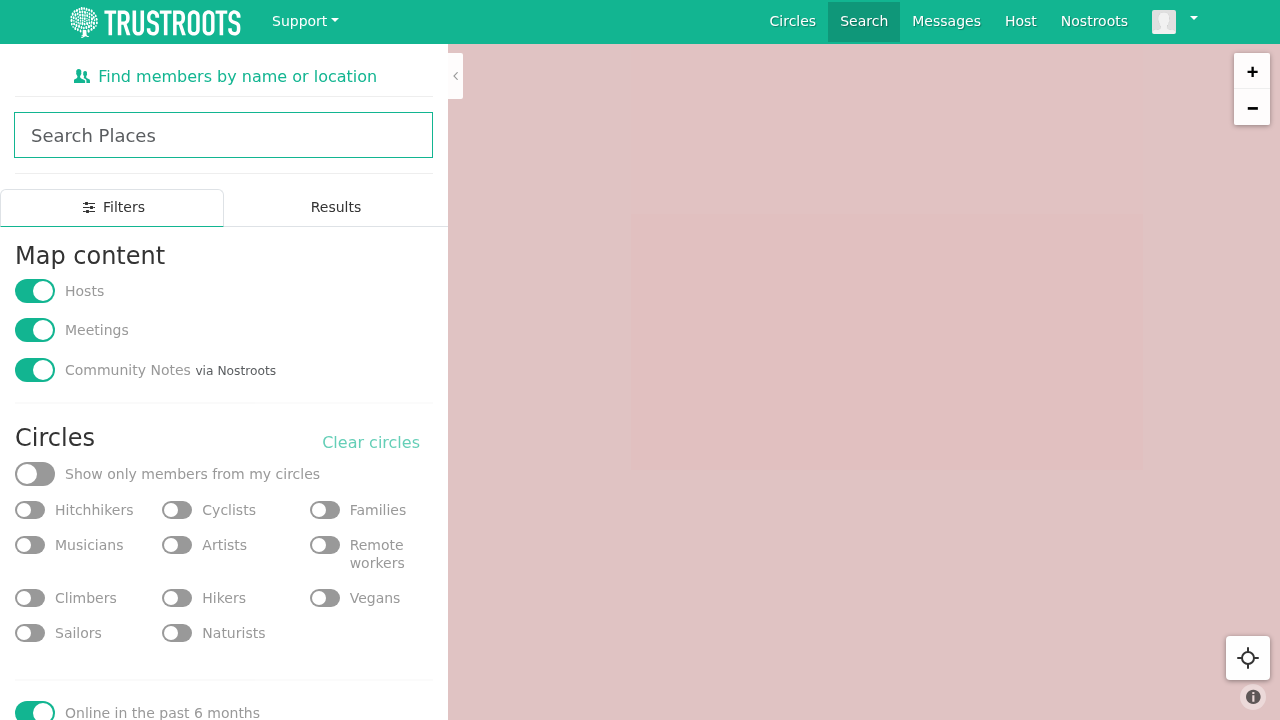 TRUSTROOTS
Support
Circles
Search
Messages
Host
Nostroots
Find members by name or location
Search Places
Filters
Results
Map content
Hosts
Meetings
Community Notes via Nostroots
Circles
Clear circles
Show only members from my circles
Hitchhikers
Cyclists
Families
Musicians
Artists
Remote
workers
Climbers
Hikers
Vegans
Sailors
Naturists
Online in the past 6 months
+
−